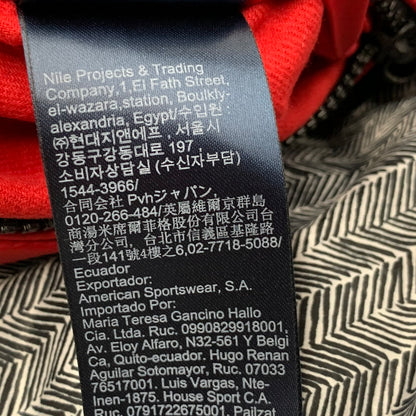 Nile Projects & Trading
Company,1,El Fath Street,
Boulkly-
el-wazara,station,
alexandria, Egypt/수입원 :
(주)현대지앤에프 . 서울시
강동구강동대로 197 ,
소비자상담실 (수신자부담)
1544-3966/
合同会社 Pvhジャパン,
0120-266-484/英屬維爾京群島
商湯米席爾菲格股份有限公司
台灣分公司, 台北市信義區基隆路
一段141號4樓之6,02-7718-5088/
Ecuador
Exportador:
American Sportswear, S.A.
Importado Por:
Maria Teresa Gancino Hallo
Cia. Ltda. Ruc. 0990829918001,
Av. Eloy Alfaro, N32-561 Y Belgi
Ca, Quito-ecuador. Hugo Renan
Aguilar Sotomayor, Ruc. 07033
76517001. Luis Vargas, Nte-
Inen-1875. House Sport C.A.
Ruc. 0791722675001. Pailzat